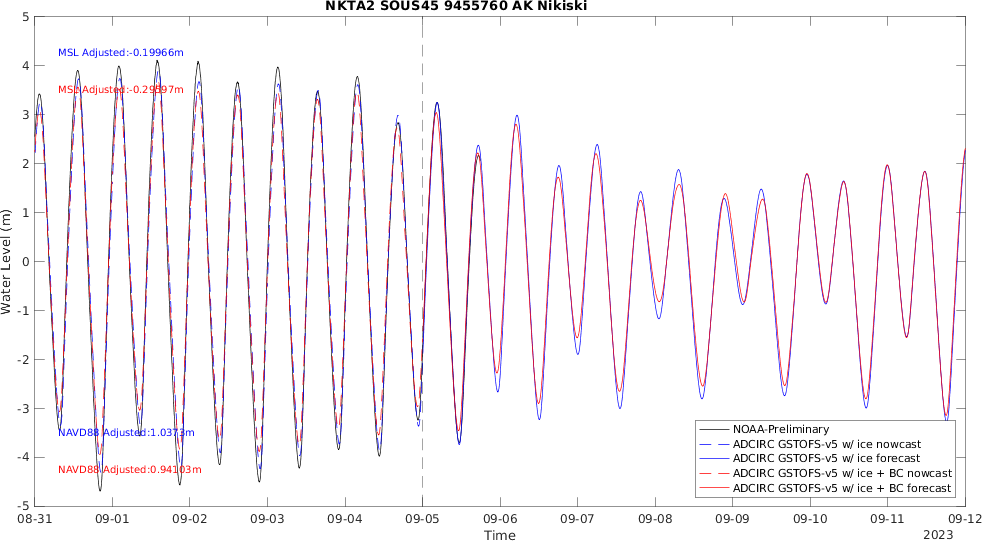 NKTA2 SOUS45 9455760 AK Nikiski
5
4
3
2
1
0
-1
-2
-3
-4
-5
Water Level (m)
MSL Adjusted:-0.19966m
MSL Adjusted:-0.29597m
NAVD88 Adjusted:1.0373m
NAVD88 Adjusted:0.94103m
NOAA-Preliminary
ADCIRC GSTOFS-v5 w/ ice nowcast
ADCIRC GSTOFS-v5 w/ ice forecast
ADCIRC GSTOFS-v5 w/ ice + BC nowcast
ADCIRC GSTOFS-v5 w/ ice + BC forecast
08-31 09-01 09-02 09-03 09-04 09-05 09-06 09-07 09-08 09-09 09-10 09-11 09-12
Time
2023